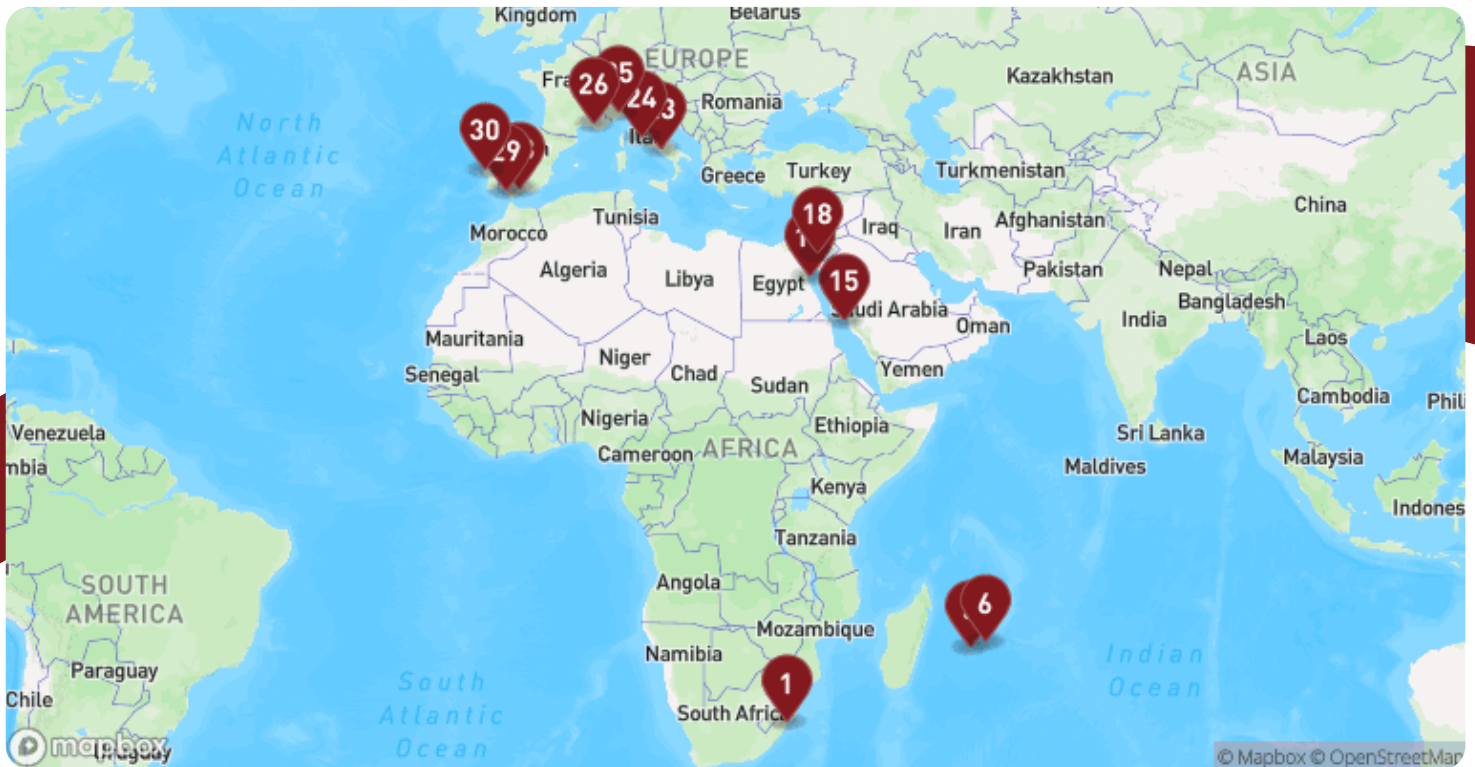 Kingdom
Belarus
EUROPE
Kazakhstan
ASIA
26
24
Romania
30
29
Greece
Turkey
Turkmenistan
China
Tunisia
Morocco
18
Iraq
Iran
Afghanistan
North
Atlantic
Ocean
Algeria
Libya
Egypt
15
Pakistan
Nepal
Bangladesh
India
Oman
Laos
Mauritania
Niger
Chad
Yemen
Senegal
Sudan
Cambodia
Nigeria
Ethiopia
Venezuela
Sri Lanka
Cameroon
AFRICA
Maldives
Malaysia
Kenya
Tanzania
SOUTH
AMERICA
Angola
6
Mozambique
Namibia
Indian
Ocean
Paraguay
1
Chile
South
Atlantic
Ocean
mapbox
Uruguay
© Mapbox © OpenStreetMap